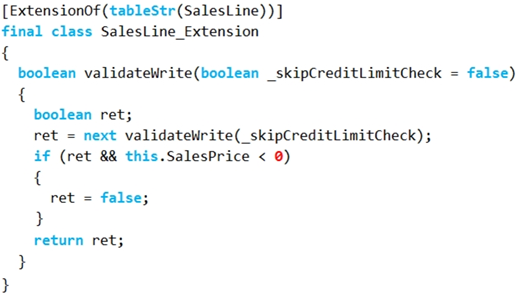 [ExtensionOf(tableStr(SalesLine))]
final class SalesLine_Extension
{
boolean validateWrite(boolean _skipCreditLimitCheck = false)
{
boolean ret;
ret = next validateWrite(_skipCreditLimitCheck);
if (ret && this.SalesPrice < 0)
{
ret = false;
}
return ret;
}
}